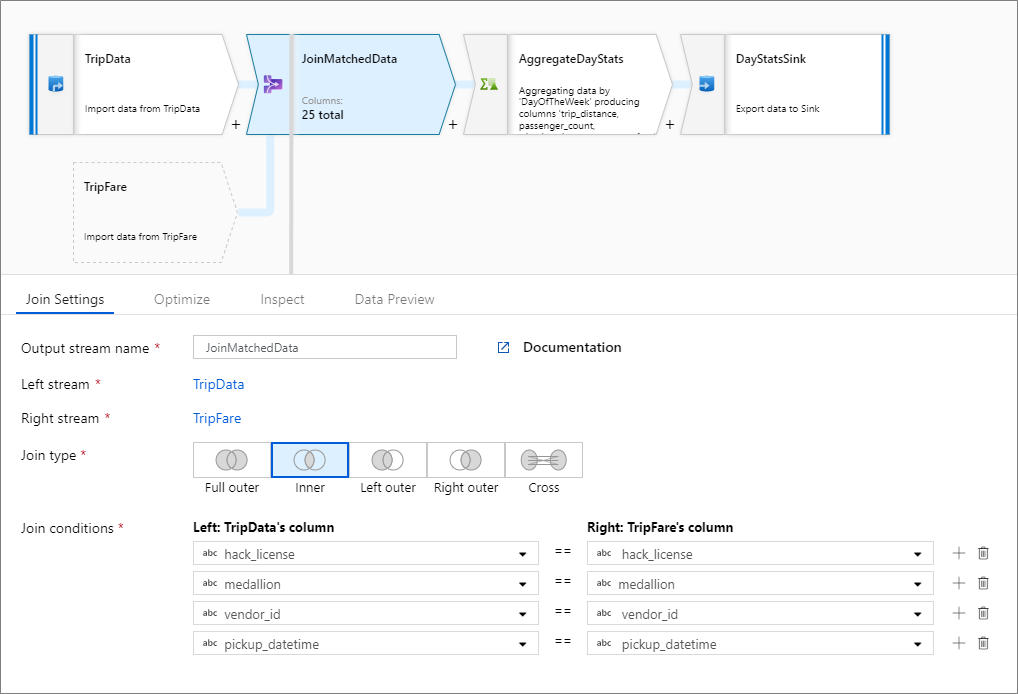 TripData
Import data from TripData
+
JoinMatchedData
Columns:
25 total
+
AggregateDayStats
Aggregating data by
'DayOfTheWeek' producing
columns 'trip_distance,
passenger_count,
+
DayStatsSink
Export data to Sink
TripFare
Import data from TripFare
Join Settings Optimize Inspect Data Preview
Output stream name * JoinMatchedData Documentation
Left stream * TripData
Right stream * TripFare
Join type *
Full outer Inner Left outer Right outer Cross
Join conditions * Left: TripData's column Right: TripFare's column
abc hack_license == abc hack_license
abc medallion == abc medallion
abc vendor_id == abc vendor_id
abc pickup_datetime == abc pickup_datetime